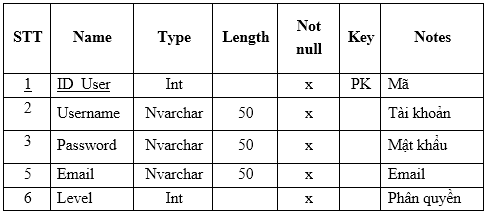 STT Name Type Length Not null Key Notes
1 ID_User Int x PK Mã
2 Username Nvarchar 50 x Tài khoản
3 Password Nvarchar 50 x Mật khẩu
5 Email Nvarchar 50 x Email
6 Level Int x Phân quyền